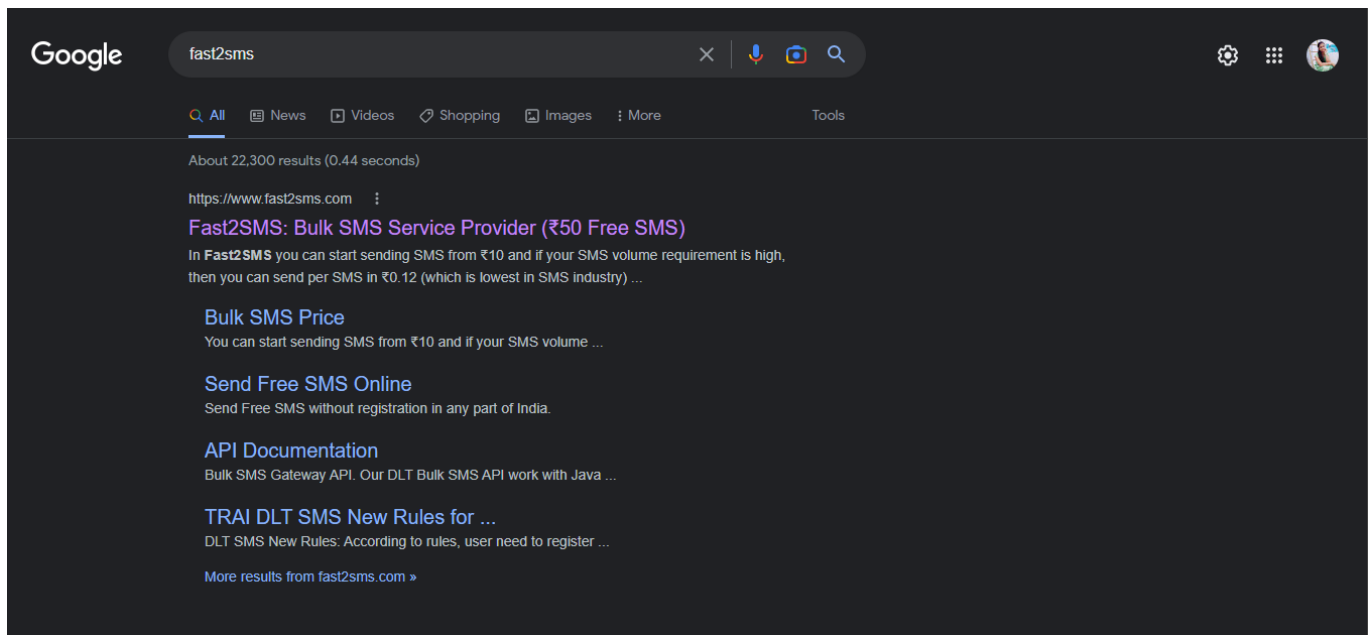 Google
fast2sms
All News Videos Shopping Images More Tools
About 22,300 results (0.44 seconds)
https://www.fast2sms.com
Fast2SMS: Bulk SMS Service Provider (₹50 Free SMS)
In Fast2SMS you can start sending SMS from ₹10 and if your SMS volume requirement is high,
then you can send per SMS in ₹0.12 (which is lowest in SMS industry) ...
Bulk SMS Price
You can start sending SMS from ₹10 and if your SMS volume ...
Send Free SMS Online
Send Free SMS without registration in any part of India.
API Documentation
Bulk SMS Gateway API. Our DLT Bulk SMS API work with Java ...
TRAI DLT SMS New Rules for ...
DLT SMS New Rules: According to rules, user need to register ...
More results from fast2sms.com »